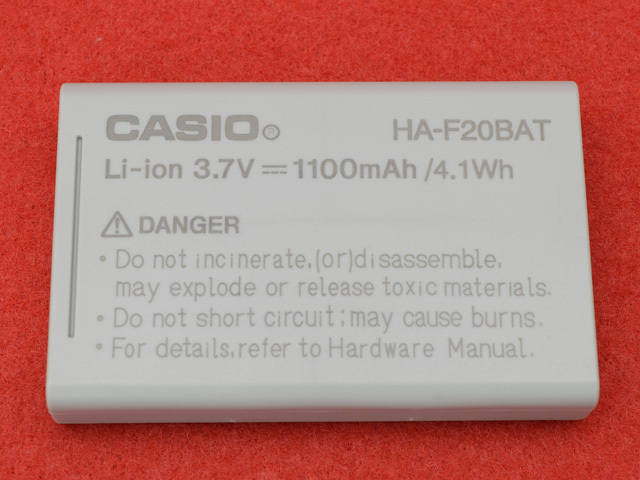 CASIO® HA-F20BAT
Li-ion 3.7V ⎓ 1100mAh /4.1Wh
⚠ DANGER
• Do not incinerate,(or)disassemble,
may explode or release toxic materials.
• Do not short circuit;may cause burns.
• For details,refer to Hardware Manual.